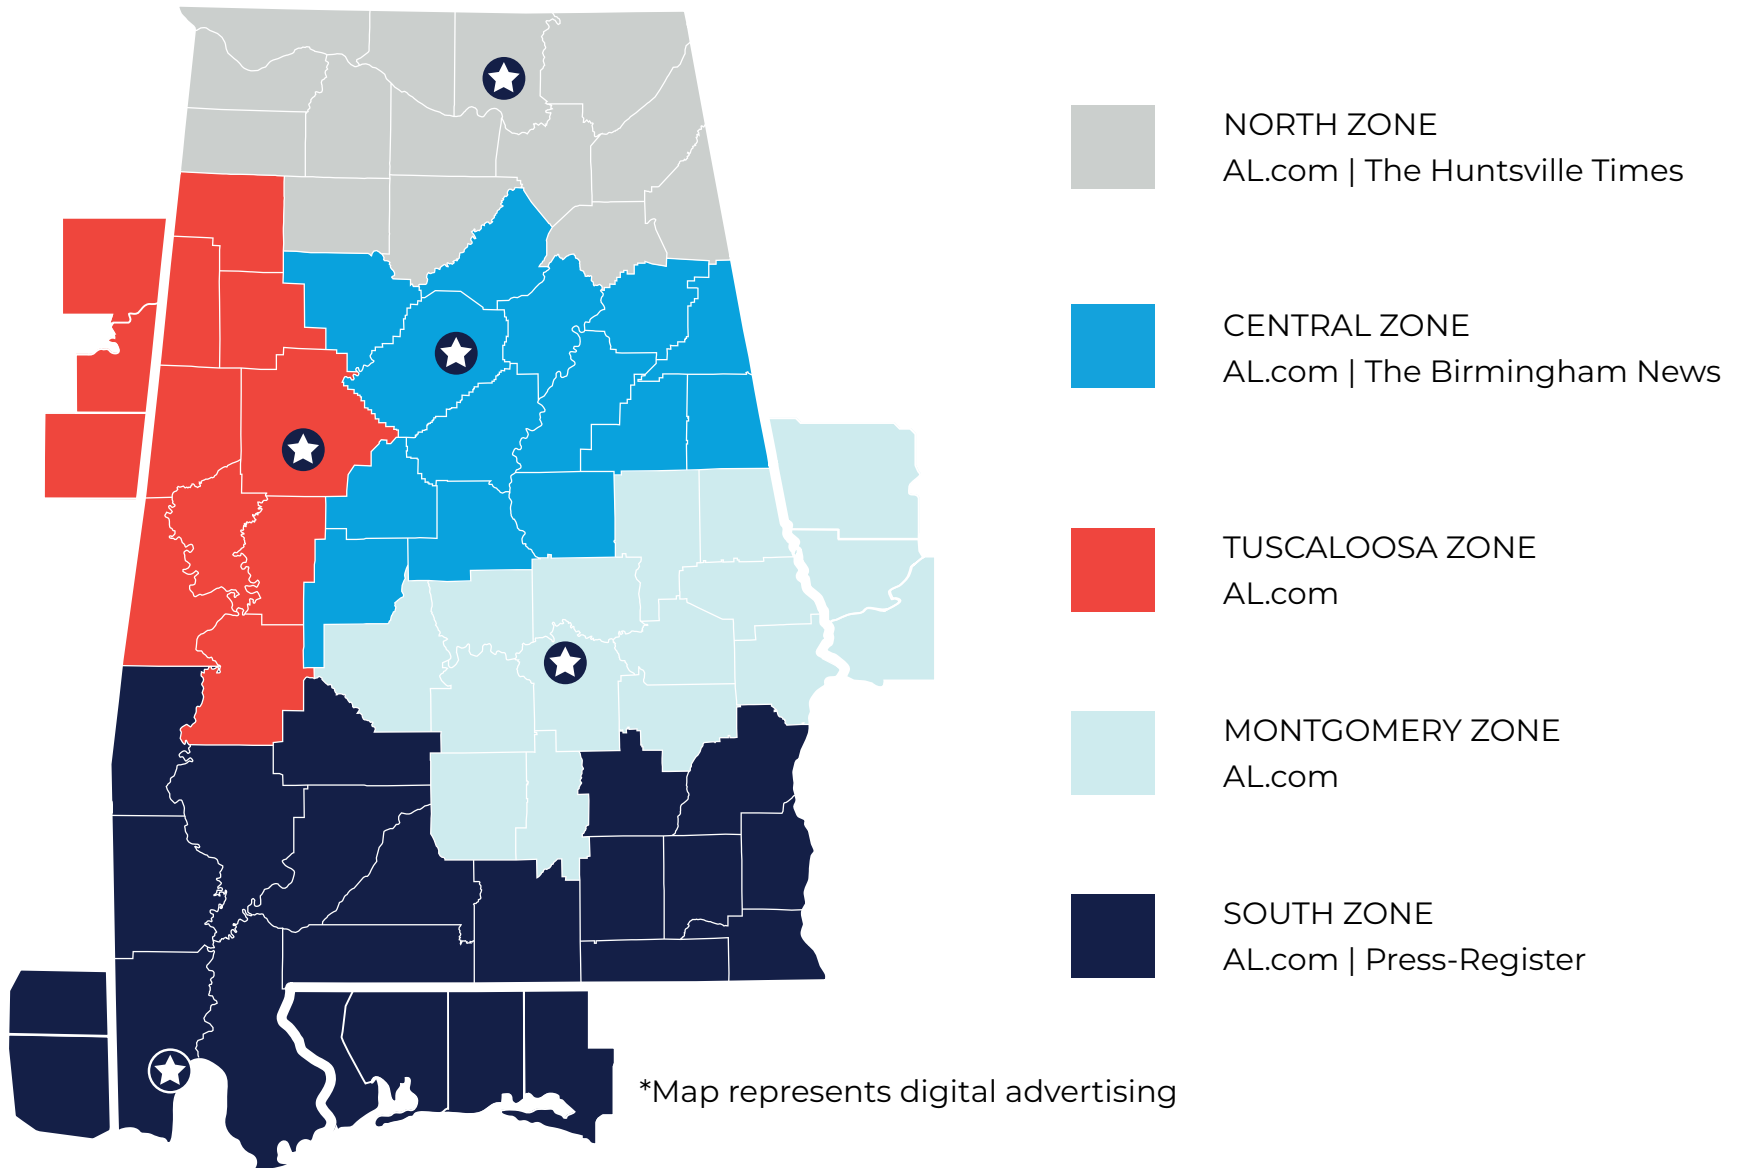 NORTH ZONE
AL.com | The Huntsville Times
CENTRAL ZONE
AL.com | The Birmingham News
TUSCALOOSA ZONE
AL.com
MONTGOMERY ZONE
AL.com
SOUTH ZONE
AL.com | Press-Register
*Map represents digital advertising